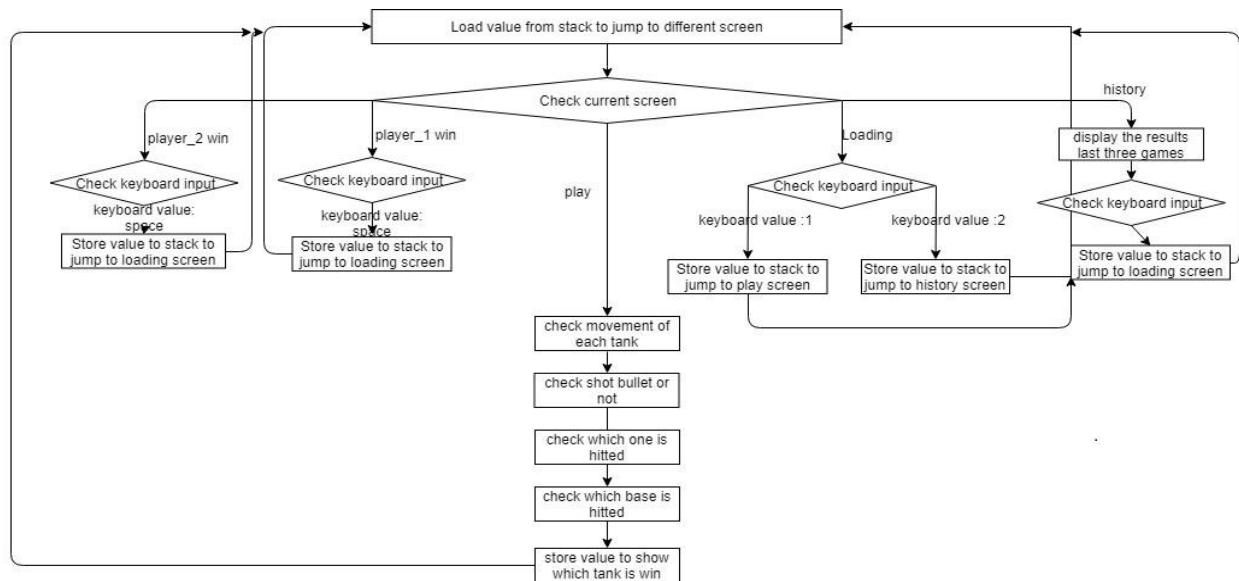 Load value from stack to jump to different screen
Check current screen
history
player_2 win
player_1 win
Loading
display the results
last three games
Check keyboard input
Check keyboard input
play
Check keyboard input
Check keyboard input
keyboard value:
space
keyboard value:
space
keyboard value :1
keyboard value :2
Store value to stack to
jump to loading screen
Store value to stack to
jump to loading screen
Store value to stack to
jump to play screen
Store value to stack to
jump to history screen
Store value to stack to
jump to loading screen
check movement of
each tank
check shot bullet or
not
check which one is
hitted
check which base is
hitted
store value to show
which tank is win